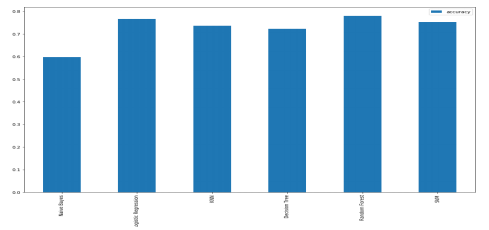 0.8
accuracy
0.7
0.6
0.5
0.4
0.3
0.2
0.1
0.0
Naive Bayes
ogistic Regression
KNN
Decision Tree
Random Forest
SVM